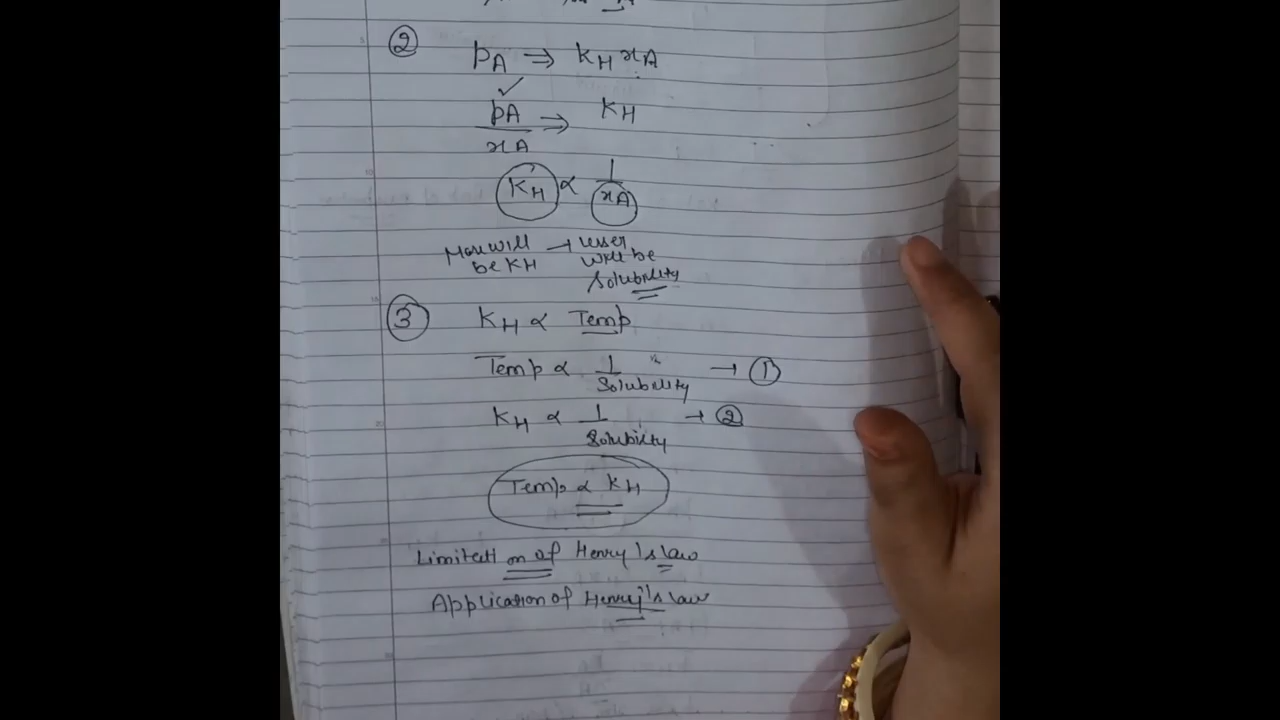 ②
pA ⇒ KH xA
✓
pA/xA ⇒ KH
KH ∝ 1/xA
More will → lesser
be KH will be
Solubility
③ KH ∝ Temp
Temp ∝ 1/Solubility → ①
KH ∝ 1/Solubility → ②
Temp ∝ KH
Limitation of Henry's law
Application of Henry's law